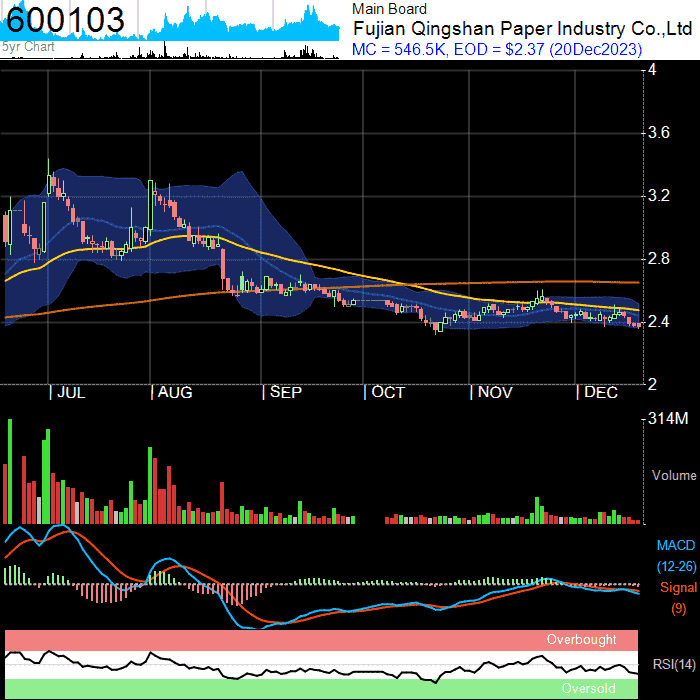 600103
5yr Chart
Main Board
Fujian Qingshan Paper Industry Co.,Ltd
MC = 546.5K, EOD = $2.37 (20Dec2023)
4
3.6
3.2
2.8
2.4
2
JUL
AUG
SEP
OCT
NOV
DEC
314M
Volume
MACD
(12-26)
Signal
(9)
Overbought
RSI(14)
Oversold